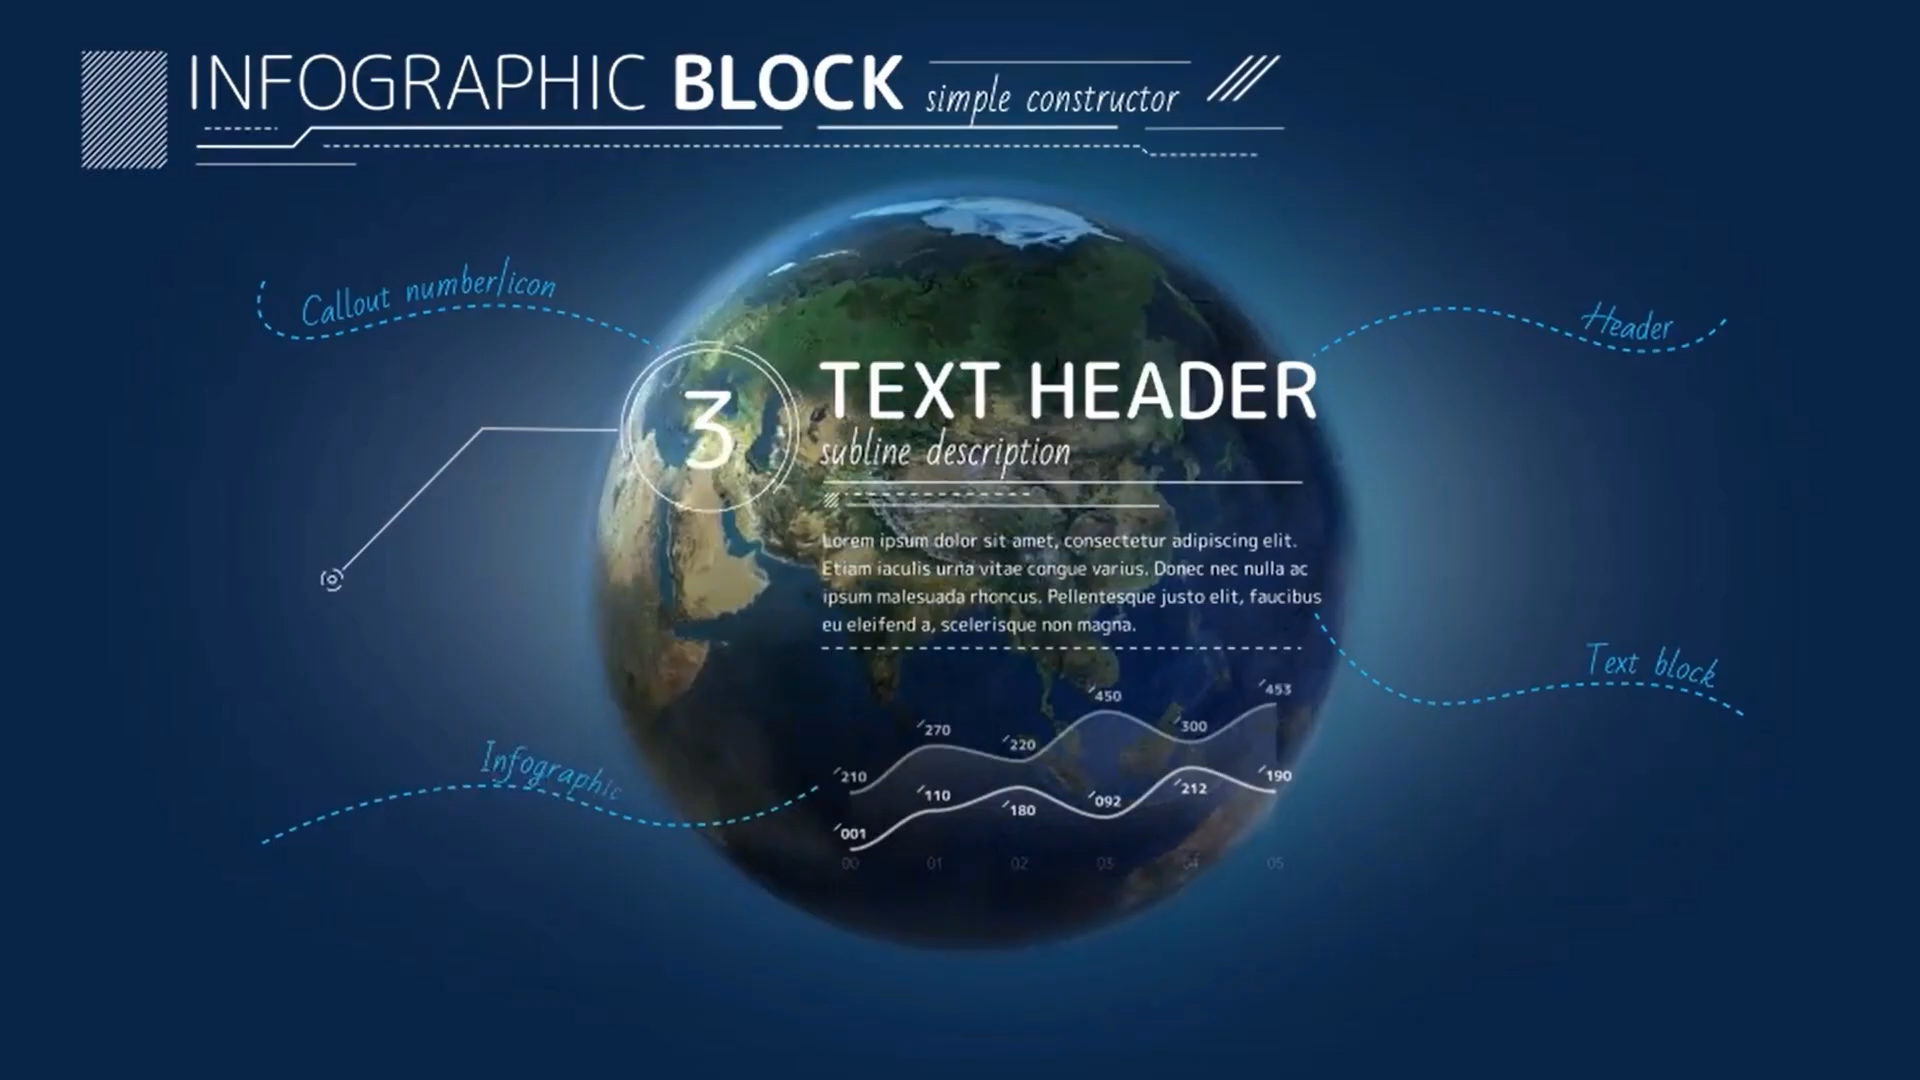 INFOGRAPHIC BLOCK simple constructor
Callout number/icon
Header
3
TEXT HEADER
subline description
Lorem ipsum dolor sit amet, consectetur adipiscing elit.
Etiam iaculis urna vitae congue varius. Donec nec nulla ac
ipsum malesuada rhoncus. Pellentesque justo elit, faucibus
eu eleifend a, scelerisque non magna.
Text block
Infographic
210 270 220 450 300 453
001 110 180 092 212 190
00 01 02 03 04 05